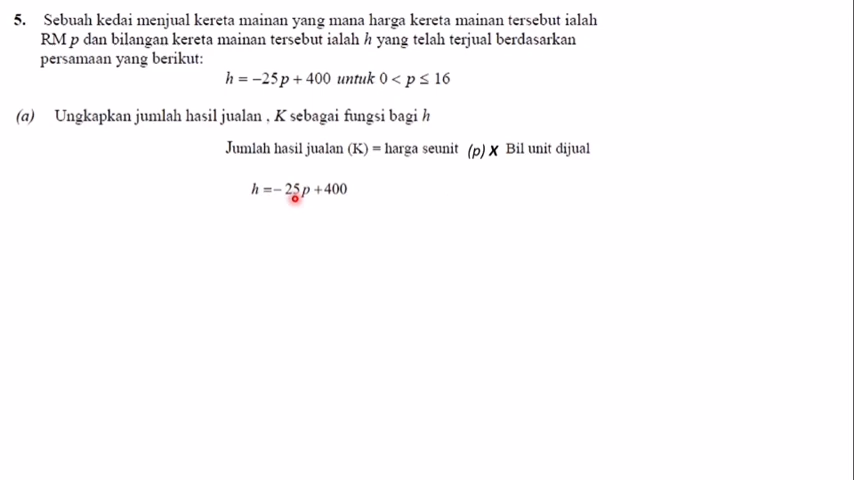 5. Sebuah kedai menjual kereta mainan yang mana harga kereta mainan tersebut ialah
RM p dan bilangan kereta mainan tersebut ialah h yang telah terjual berdasarkan
persamaan yang berikut:
h = −25p + 400 untuk 0 < p ≤ 16
(a) Ungkapkan jumlah hasil jualan , K sebagai fungsi bagi h
Jumlah hasil jualan (K) = harga seunit (p) X Bil unit dijual
h = − 25p + 400